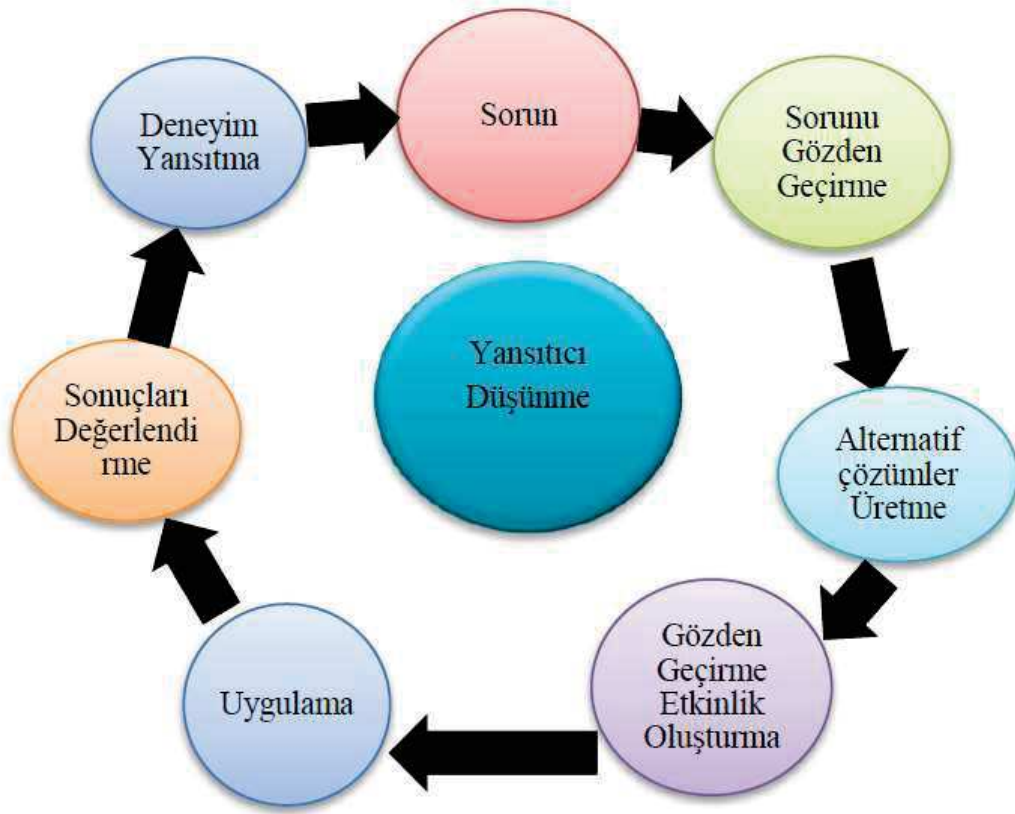 Sorun
Sorunu
Gözden
Geçirme
Alternatif
çözümler
Üretme
Gözden
Geçirme
Etkinlik
Oluşturma
Uygulama
Sonuçları
Değerlendi
rme
Deneyim
Yansıtma
Yansıtıcı
Düşünme